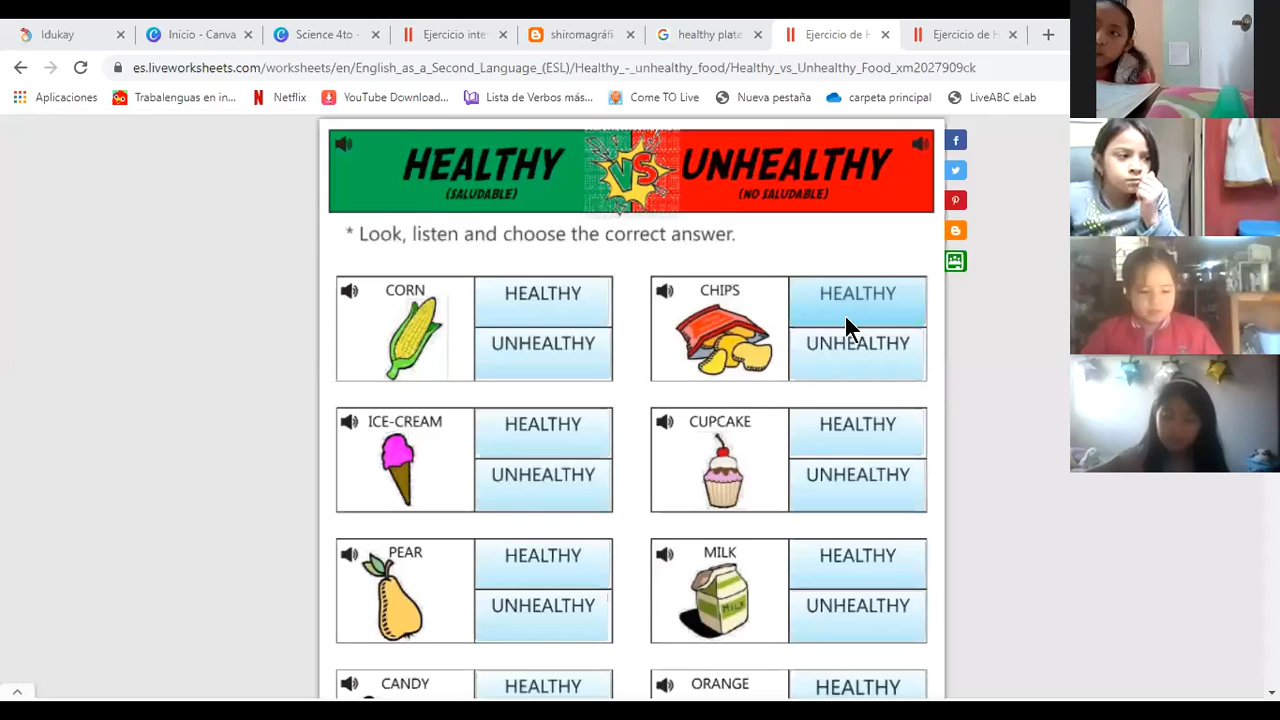 Idukay
Inicio - Canva
Science 4to -
Ejercicio inte
shiromagráfi
healthy plate
Ejercicio de H
Ejercicio de H
es.liveworksheets.com/worksheets/en/English_as_a_Second_Language_(ESL)/Healthy_-_unhealthy_food/Healthy_vs_Unhealthy_Food_xm2027909ck
Aplicaciones
Trabalenguas en in...
Netflix
YouTube Download...
Lista de Verbos más...
Come TO Live
Nueva pestaña
carpeta principal
LiveABC eLab
HEALTHY
(SALUDABLE)
VS
UNHEALTHY
(NO SALUDABLE)
* Look, listen and choose the correct answer.
CORN
HEALTHY
UNHEALTHY
CHIPS
HEALTHY
UNHEALTHY
ICE-CREAM
HEALTHY
UNHEALTHY
CUPCAKE
HEALTHY
UNHEALTHY
PEAR
HEALTHY
UNHEALTHY
MILK
MILK
HEALTHY
UNHEALTHY
CANDY
HEALTHY
ORANGE
HEALTHY